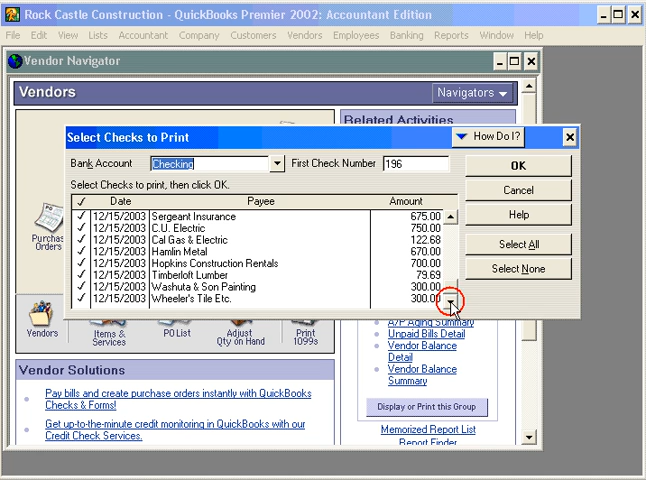 Rock Castle Construction - QuickBooks Premier 2002: Accountant Edition
File Edit View Lists Accountant Company Customers Vendors Employees Banking Reports Window Help
Vendor Navigator
Vendors
Navigators
Related Activities
Select Checks to Print
How Do I?
Bank Account Checking First Check Number 196
Select Checks to print, then click OK.
✓ Date Payee Amount
✓ 12/15/2003 Sergeant Insurance 675.00
✓ 12/15/2003 C.U. Electric 750.00
✓ 12/15/2003 Cal Gas & Electric 122.68
✓ 12/15/2003 Hamlin Metal 670.00
✓ 12/15/2003 Hopkins Construction Rentals 700.00
✓ 12/15/2003 Timberloft Lumber 79.69
✓ 12/15/2003 Washuta & Son Painting 300.00
✓ 12/15/2003 Wheeler's Tile Etc. 300.00
OK
Cancel
Help
Select All
Select None
Purchase
Orders
Vendors
Items &
Services
PO List
Adjust
Qty on Hand
Print
1099s
A/P Aging Summary
Unpaid Bills Detail
Vendor Balance
Detail
Vendor Balance
Summary
Display or Print this Group
Memorized Report List
Report Finder
Vendor Solutions
Pay bills and create purchase orders instantly with QuickBooks
Checks & Forms!
Get up-to-the-minute credit monitoring in QuickBooks with our
Credit Check Services.